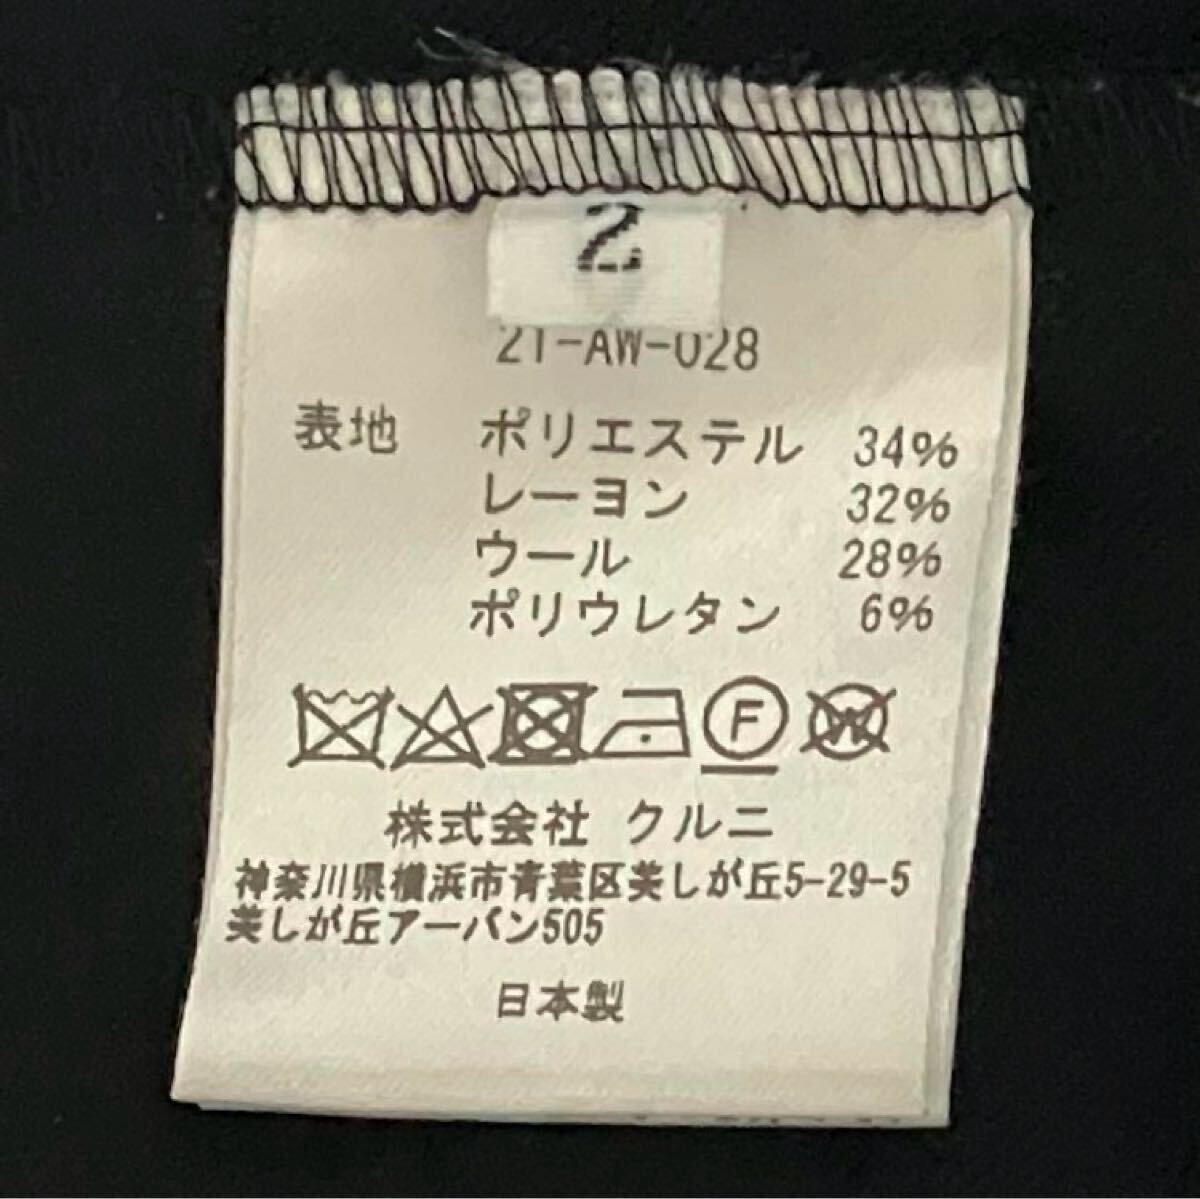 2
21-AW-028
表地 ポリエステル 34%
レーヨン 32%
ウール 28%
ポリウレタン 6%
F W
株式会社 クルニ
神奈川県横浜市青葉区美しが丘5-29-5
美しが丘アーバン505
日本製